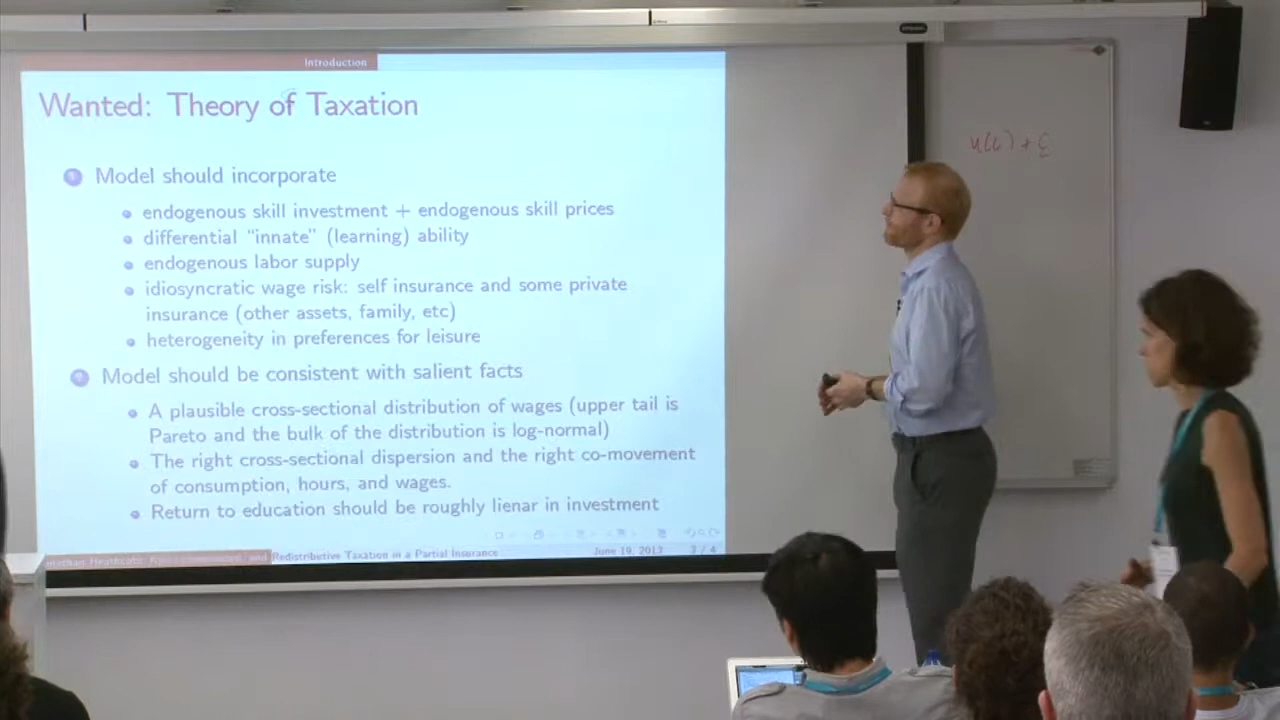 Introduction
Wanted: Theory of Taxation
Model should incorporate
endogenous skill investment + endogenous skill prices
differential "innate" (learning) ability
endogenous labor supply
idiosyncratic wage risk: self insurance and some private
insurance (other assets, family, etc)
heterogeneity in preferences for leisure
Model should be consistent with salient facts
A plausible cross-sectional distribution of wages (upper tail is
Pareto and the bulk of the distribution is log-normal)
The right cross-sectional dispersion and the right co-movement
of consumption, hours, and wages.
Return to education should be roughly lienar in investment
Redistributive Taxation in a Partial Insurance
June 19, 2013